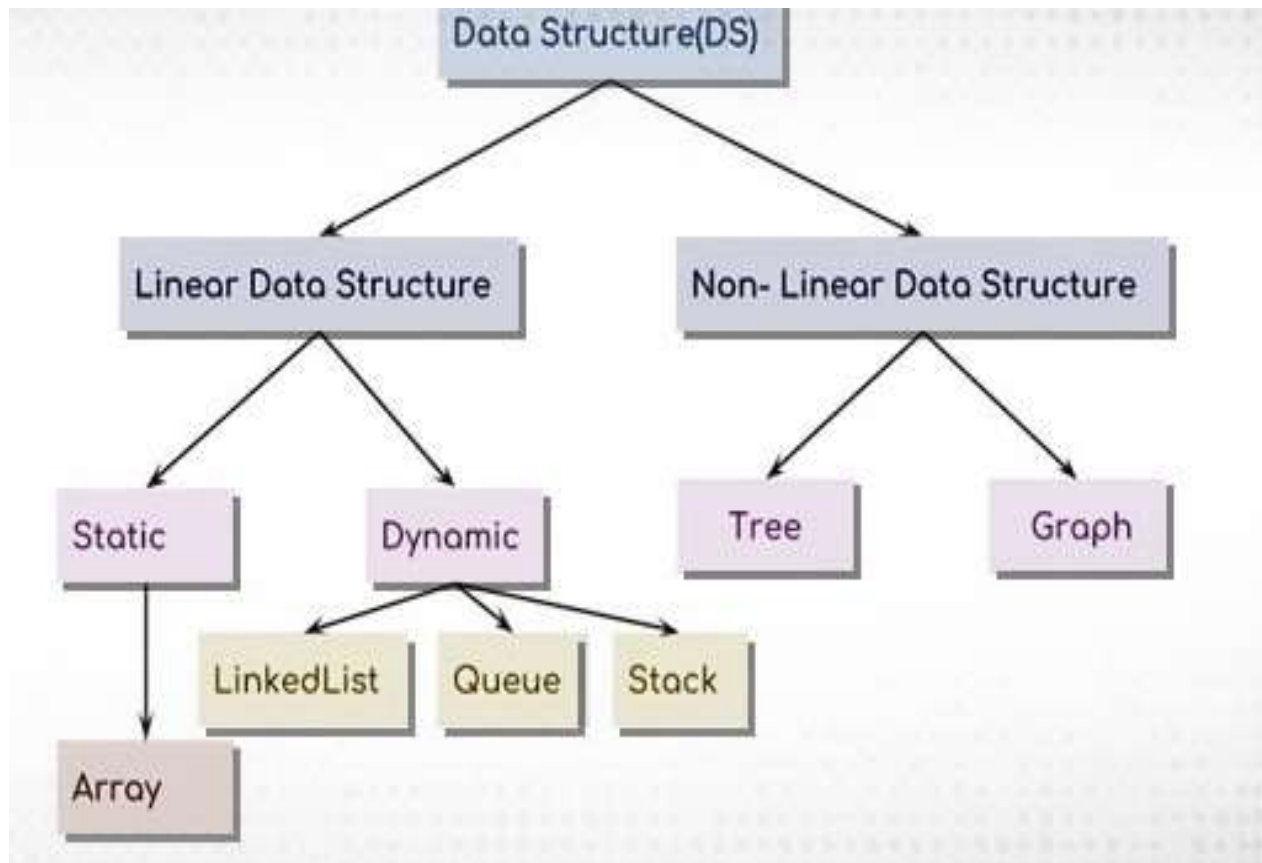 Data Structure(DS)
Linear Data Structure
Non- Linear Data Structure
Static
Dynamic
Tree
Graph
LinkedList
Queue
Stack
Array